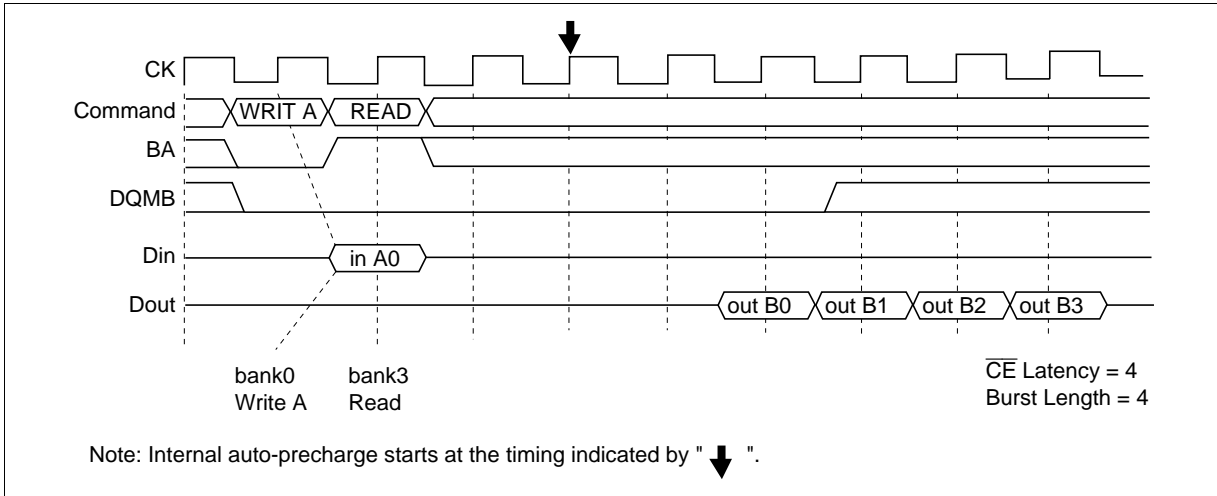 CK
Command WRIT A READ
BA
DQMB
Din in A0
Dout out B0 out B1 out B2 out B3
bank0 bank3
Write A Read
C̅E̅ Latency = 4
Burst Length = 4
Note: Internal auto-precharge starts at the timing indicated by " ".